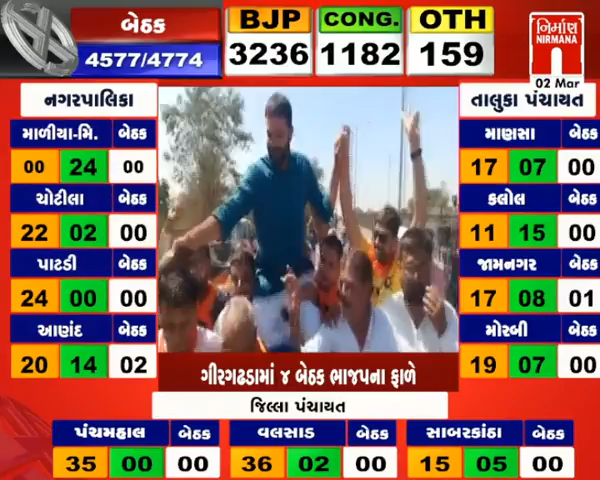 બેઠક
4577/4774
BJP
3236
CONG.
1182
OTH
159
નિર્માણ
NIRMANA
02 Mar
નગરપાલિકા
માળીયા-મિ. બેઠક
00 24 00
ચોટીલા બેઠક
22 02 00
પાટડી બેઠક
24 00 00
આણંદ બેઠક
20 14 02
તાલુકા પંચાયત
માણસા બેઠક
17 07 00
કલોલ બેઠક
11 15 00
જામનગર બેઠક
17 08 01
મોરબી બેઠક
19 07 00
ગીરગઢડામાં ૪ બેઠક ભાજપના ફાળે
જિલ્લા પંચાયત
પંચમહાલ બેઠક
35 00 00
વલસાડ બેઠક
36 02 00
સાબરકાંઠા બેઠક
15 05 00